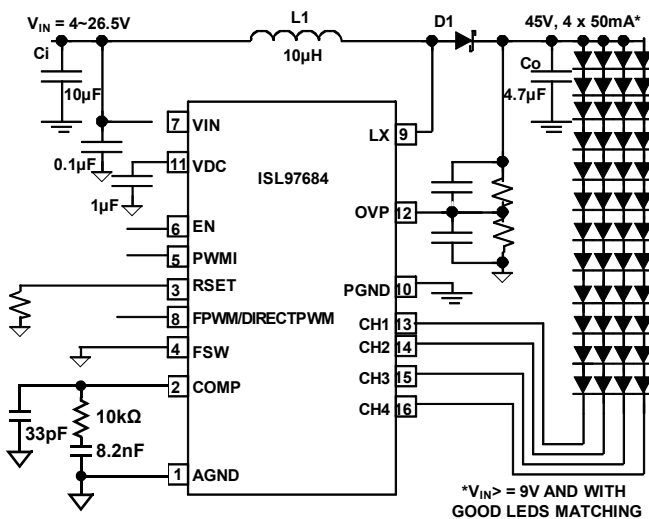 VIN = 4~26.5V
L1
D1
45V, 4 x 50mA*
Ci
10µH
Co
10µF
4.7µF
7 VIN
LX 9
0.1µF
11 VDC
ISL97684
1µF
OVP 12
6 EN
5 PWMI
3 RSET
PGND 10
8 FPWM/DIRECTPWM
CH1 13
4 FSW
CH2 14
2 COMP
CH3 15
CH4 16
10kΩ
33pF
8.2nF
1 AGND
*VIN> = 9V AND WITH
GOOD LEDS MATCHING